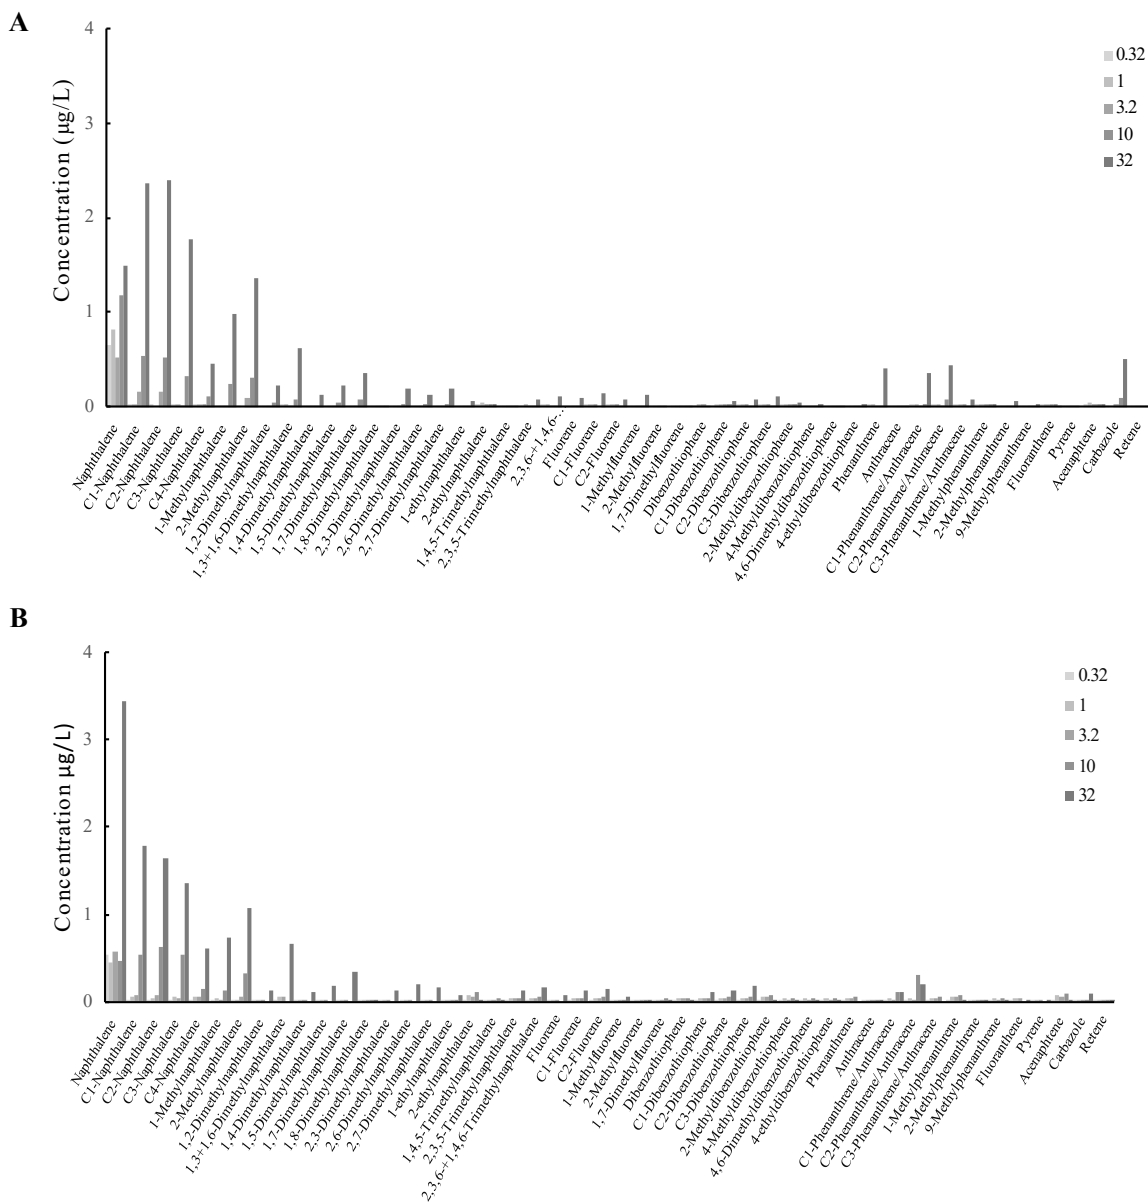 A
4
3
2
1
0
Concentration (µg/L)
0.32
1
3.2
10
32
Naphthalene
C1-Naphthalene
C2-Naphthalene
C3-Naphthalene
C4-Naphthalene
1-Methylnaphthalene
2-Methylnaphthalene
1,2-Dimethylnaphthalene
1,3+1,6-Dimethylnaphthalene
1,4-Dimethylnaphthalene
1,5-Dimethylnaphthalene
1,7-Dimethylnaphthalene
1,8-Dimethylnaphthalene
2,3-Dimethylnaphthalene
2,6-Dimethylnaphthalene
2,7-Dimethylnaphthalene
1-ethylnaphthalene
2-ethylnaphthalene
1,4,5-Trimethylnaphthalene
2,3,5-Trimethylnaphthalene
2,3,6-+1,4,6-...
Fluorene
C1-Fluorene
C2-Fluorene
1-Methylfluorene
2-Methylfluorene
1,7-Dimethylfluorene
Dibenzothiophene
C1-Dibenzothiophene
C2-Dibenzothiophene
C3-Dibenzothiophene
2-Methyldibenzothiophene
4-Methyldibenzothiophene
4,6-Dimethyldibenzothiophene
4-ethyldibenzothiophene
Phenanthrene
Anthracene
C1-Phenanthrene/Anthracene
C2-Phenanthrene/Anthracene
C3-Phenanthrene/Anthracene
1-Methylphenanthrene
2-Methylphenanthrene
9-Methylphenanthrene
Fluoranthene
Pyrene
Acenaphtene
Carbazole
Retene
B
4
3
2
1
0
Concentration µg/L)
0.32
1
3.2
10
32
Naphthalene
C1-Naphthalene
C2-Naphthalene
C3-Naphthalene
C4-Naphthalene
1-Methylnaphthalene
2-Methylnaphthalene
1,2-Dimethylnaphthalene
1,3+1,6-Dimethylnaphthalene
1,4-Dimethylnaphthalene
1,5-Dimethylnaphthalene
1,7-Dimethylnaphthalene
1,8-Dimethylnaphthalene
2,3-Dimethylnaphthalene
2,6-Dimethylnaphthalene
2,7-Dimethylnaphthalene
1-ethylnaphthalene
2-ethylnaphthalene
1,4,5-Trimethylnaphthalene
2,3,5-Trimethylnaphthalene
2,3,6-+1,4,6-Trimethylnaphthalene
Fluorene
C1-Fluorene
C2-Fluorene
1-Methylfluorene
2-Methylfluorene
1,7-Dimethylfluorene
Dibenzothiophene
C1-Dibenzothiophene
C2-Dibenzothiophene
C3-Dibenzothiophene
2-Methyldibenzothiophene
4-Methyldibenzothiophene
4,6-Dimethyldibenzothiophene
4-ethyldibenzothiophene
Phenanthrene
Anthracene
C1-Phenanthrene/Anthracene
C2-Phenanthrene/Anthracene
C3-Phenanthrene/Anthracene
1-Methylphenanthrene
2-Methylphenanthrene
9-Methylphenanthrene
Fluoranthene
Pyrene
Acenaphtene
Carbazole
Retene